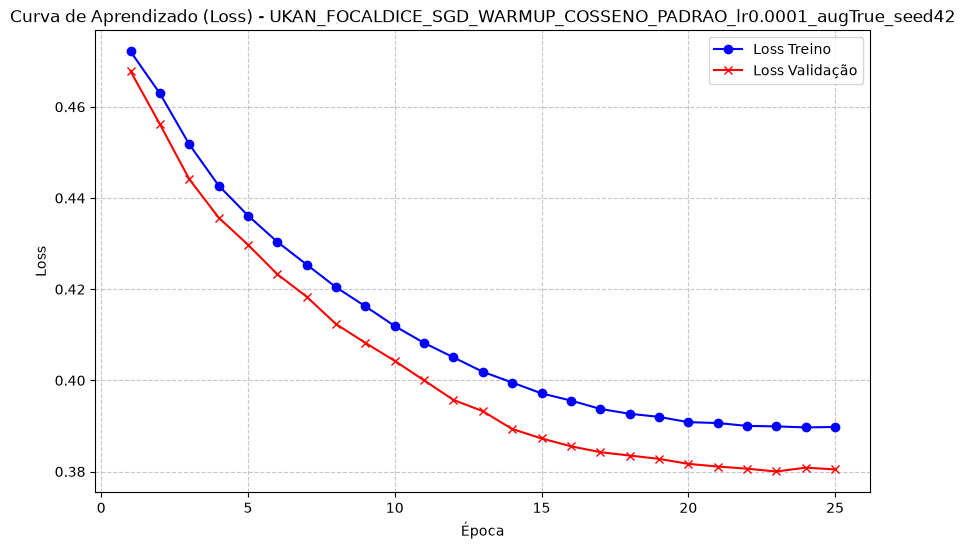 Curva de Aprendizado (Loss) - UKAN_FOCALDICE_SGD_WARMUP_COSSENO_PADRAO_lr0.0001_augTrue_seed42
Loss Treino
Loss Validação
0.46
0.44
0.42
0.40
0.38
Loss
0
5
10
15
20
25
Época